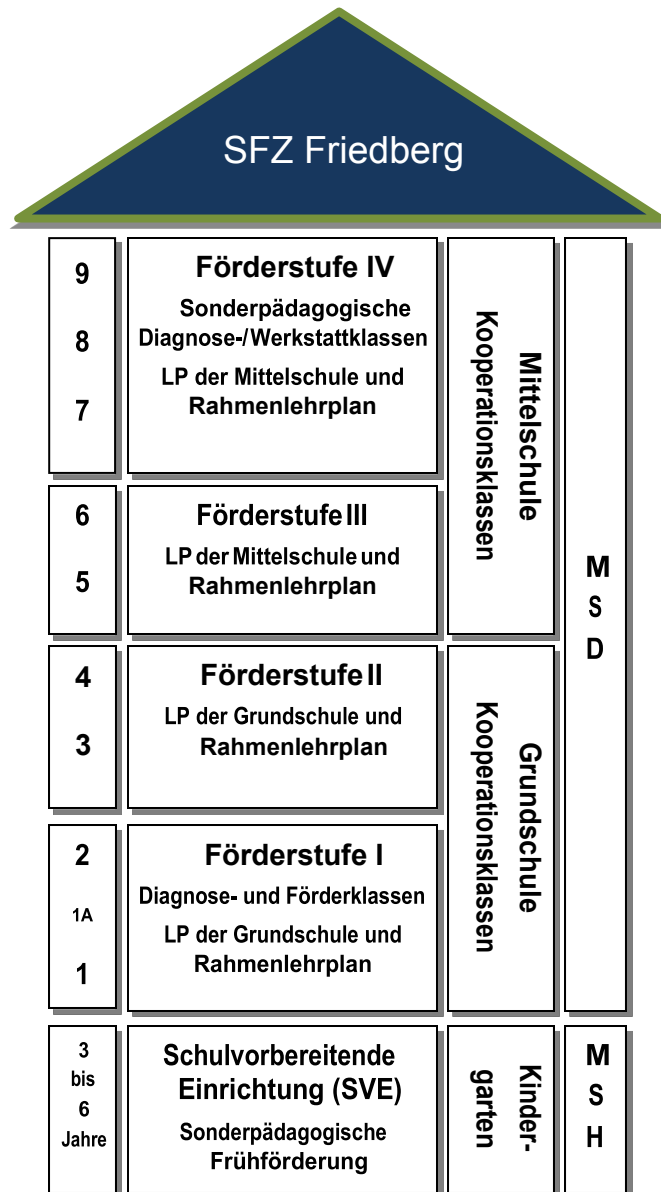 SFZ Friedberg
9
8
7
Förderstufe IV
Sonderpädagogische
Diagnose-/Werkstattklassen
LP der Mittelschule und
Rahmenlehrplan
6
5
Förderstufe III
LP der Mittelschule und
Rahmenlehrplan
Mittelschule
Kooperationsklassen
4
3
Förderstufe II
LP der Grundschule und
Rahmenlehrplan
2
1A
1
Förderstufe I
Diagnose- und Förderklassen
LP der Grundschule und
Rahmenlehrplan
Grundschule
Kooperationsklassen
M
S
D
3
bis
6
Jahre
Schulvorbereitende
Einrichtung (SVE)
Sonderpädagogische
Frühförderung
Kinder-
garten
M
S
H